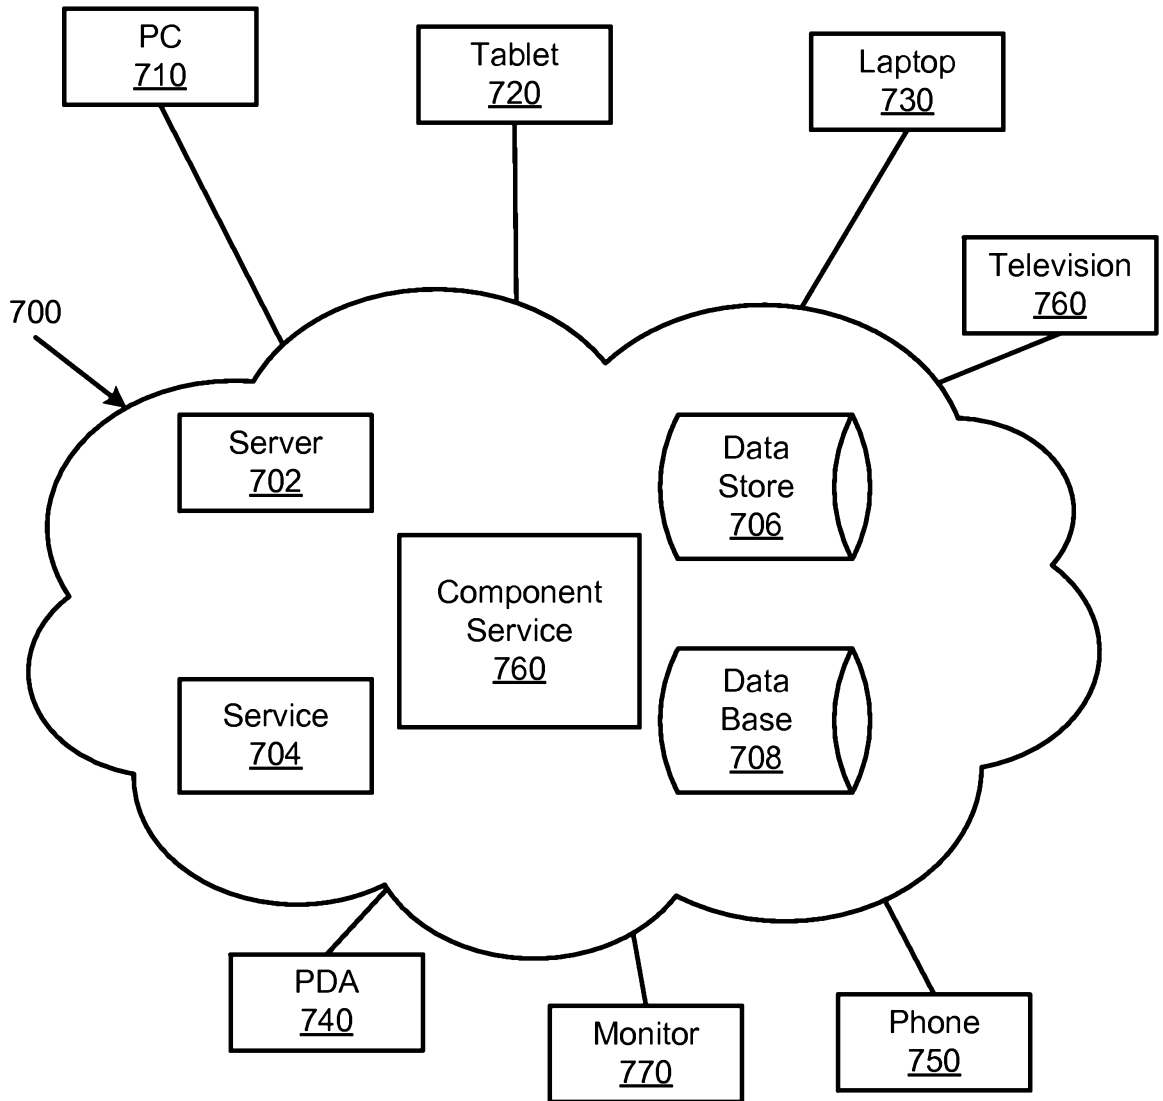 PC
710
Tablet
720
Laptop
730
Television
760
700
Server
702
Data
Store
706
Component
Service
760
Service
704
Data
Base
708
PDA
740
Monitor
770
Phone
750